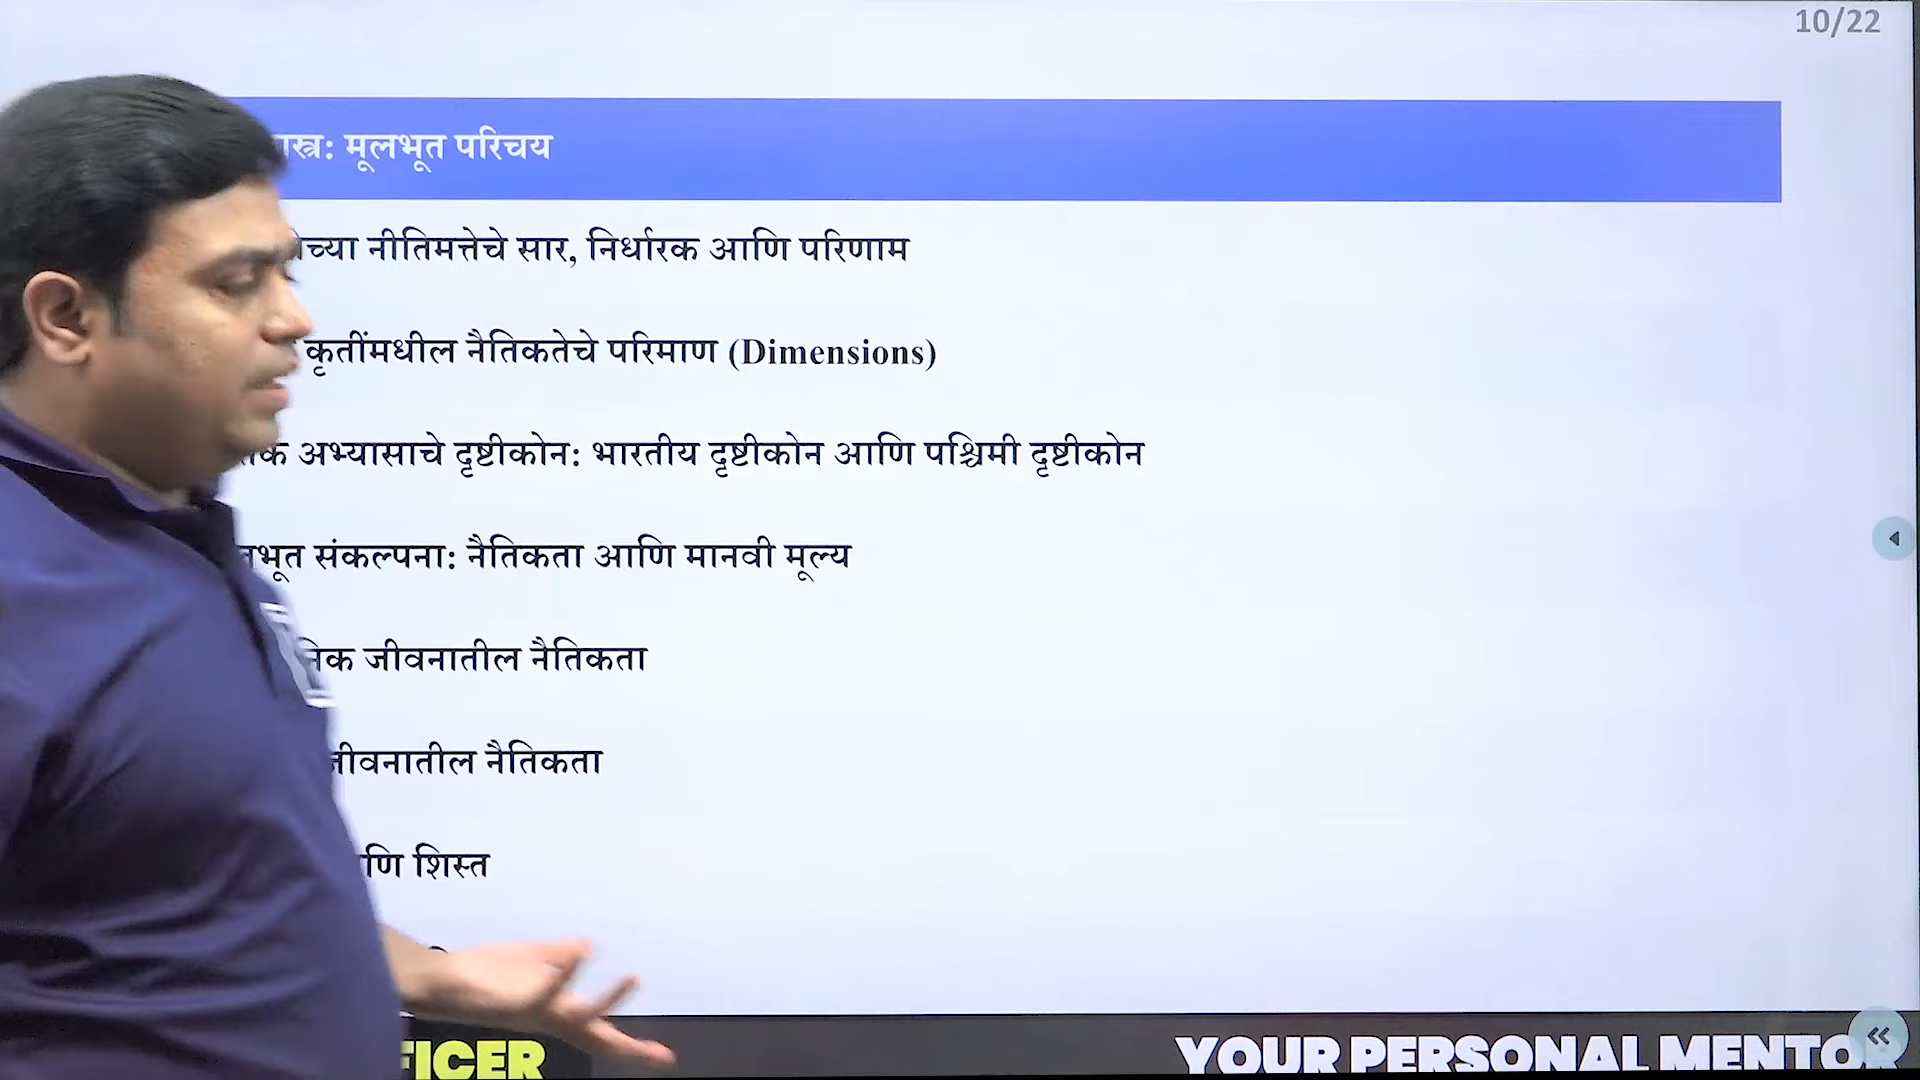 10/22
मूलभूत परिचय
नीतिमत्तेचे सार, निर्धारक आणि परिणाम
कृतींमधील नैतिकतेचे परिमाण (Dimensions)
अभ्यासाचे दृष्टीकोन: भारतीय दृष्टीकोन आणि पश्चिमी दृष्टीकोन
संकल्पना: नैतिकता आणि मानवी मूल्य
जीवनातील नैतिकता
जीवनातील नैतिकता
शिस्त
YOUR PERSONAL MENTOR